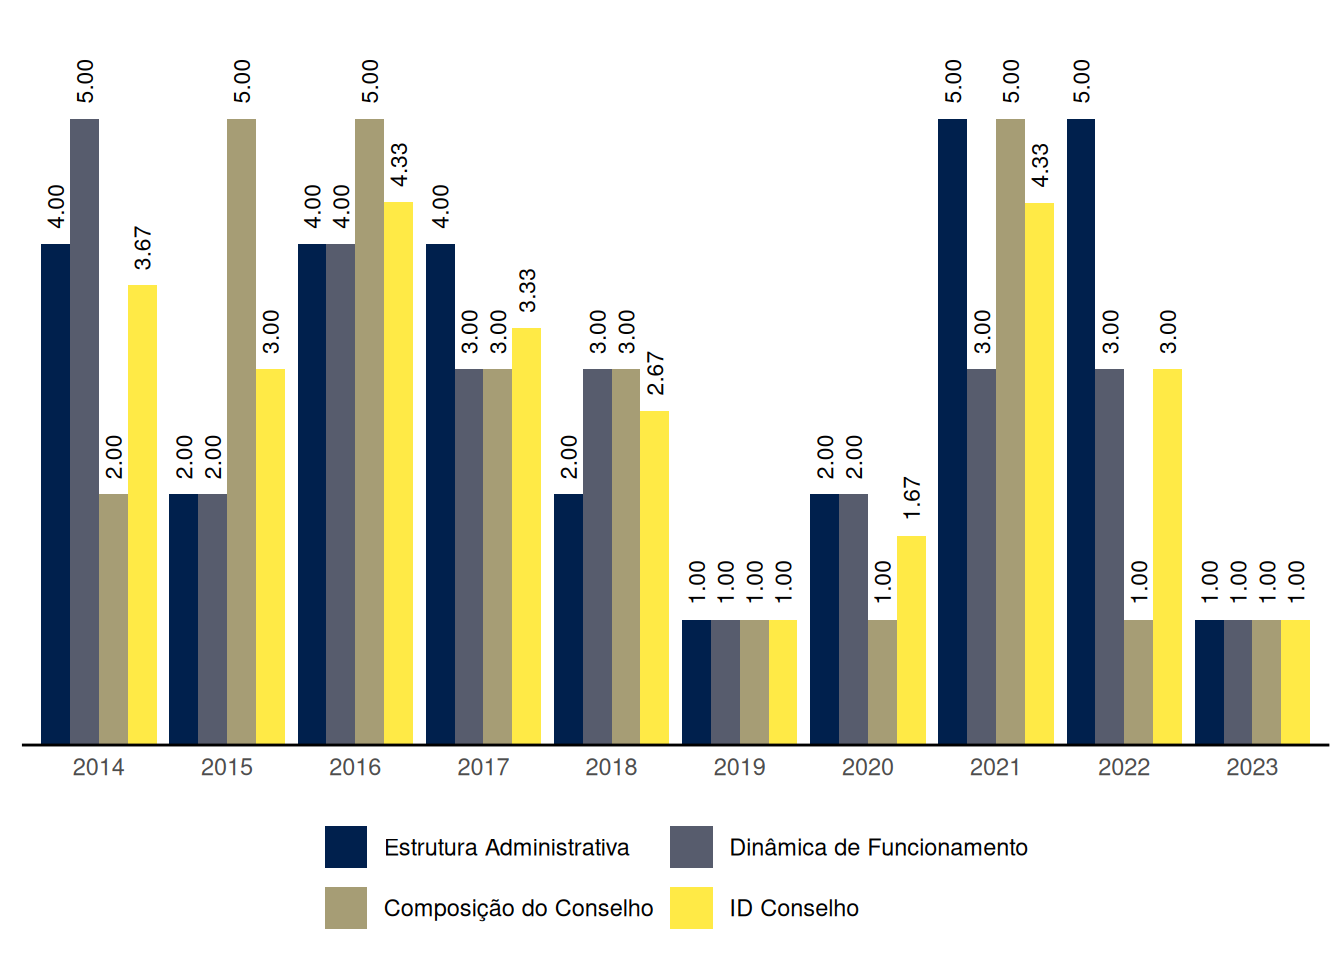 4.00 5.00 2.00 3.67 2.00 2.00 5.00 3.00 4.00 4.00 5.00 4.33 4.00 3.00 3.00 3.33 2.00 3.00 3.00 2.67 1.00 1.00 1.00 1.00 2.00 2.00 1.00 1.67 5.00 3.00 5.00 4.33 5.00 3.00 1.00 3.00 1.00 1.00 1.00 1.00
2014 2015 2016 2017 2018 2019 2020 2021 2022 2023
Estrutura Administrativa Dinâmica de Funcionamento
Composição do Conselho ID Conselho